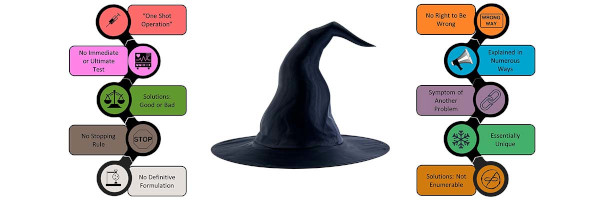 "One Shot
Operation"
No Immediate
or Ultimate
Test
Solutions:
Good or Bad
No Stopping
Rule
STOP
No Definitive
Formulation
No Right to Be
Wrong
WRONG
WAY
Explained in
Numerous
Ways
Symptom of
Another
Problem
Essentially
Unique
Solutions: Not
Enumerable